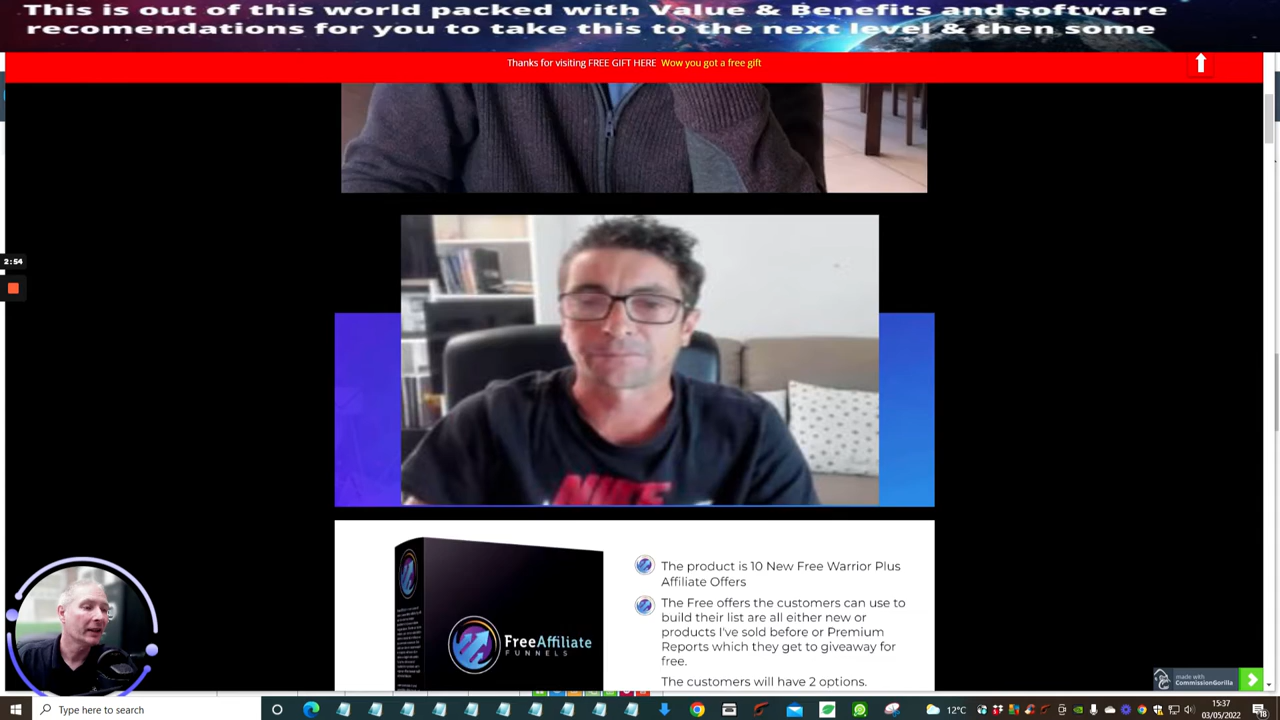 This is out of this world packed with Value & Benefits and software
recomendations for you to take this to the next level & then some
Thanks for visiting FREE GIFT HERE Wow you got a free gift
2:54
NIKE
The product is 10 New Free Warrior Plus
Affiliate Offers
The Free offers the customers can use to
build their list are all either new or
products I've sold before or Premium
Reports which they get to giveaway for
free.
The customers will have 2 options.
FreeAffiliate
FUNNELS
made with
CommissionGorilla
Type here to search
12°C
15:37
03/05/2022